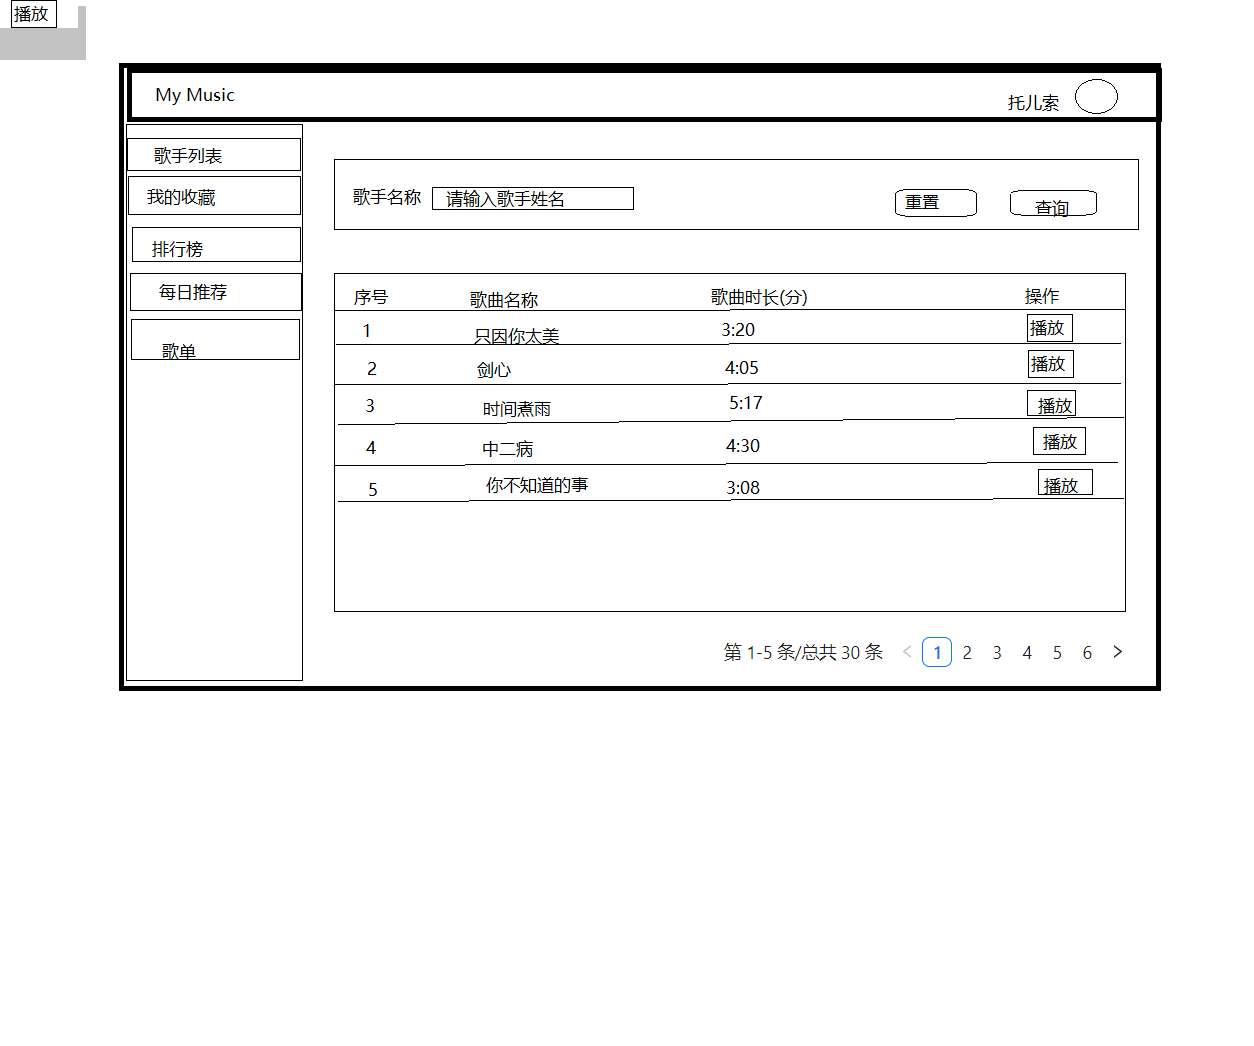 播放
My Music
托儿索
歌手列表
我的收藏
排行榜
每日推荐
歌单
歌手名称 请输入歌手姓名 重置 查询
序号 歌曲名称 歌曲时长(分) 操作
1 只因你太美 3:20 播放
2 剑心 4:05 播放
3 时间煮雨 5:17 播放
4 中二病 4:30 播放
5 你不知道的事 3:08 播放
第 1-5 条/总共 30 条 < 1 2 3 4 5 6 >